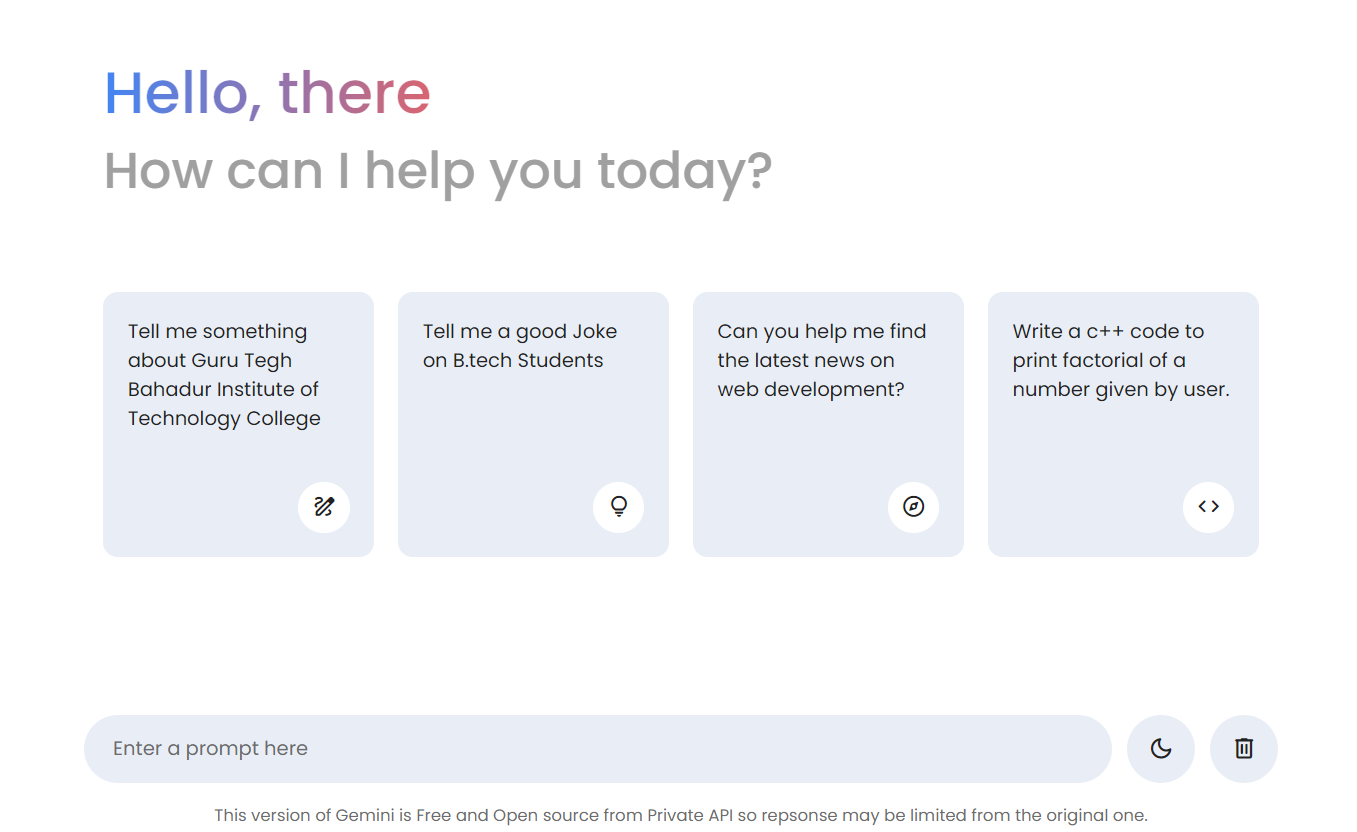 Hello, there
How can I help you today?
Tell me something
about Guru Tegh
Bahadur Institute of
Technology College
Tell me a good Joke
on B.tech Students
Can you help me find
the latest news on
web development?
Write a c++ code to
print factorial of a
number given by user.
Enter a prompt here
This version of Gemini is Free and Open source from Private API so repsonse may be limited from the original one.